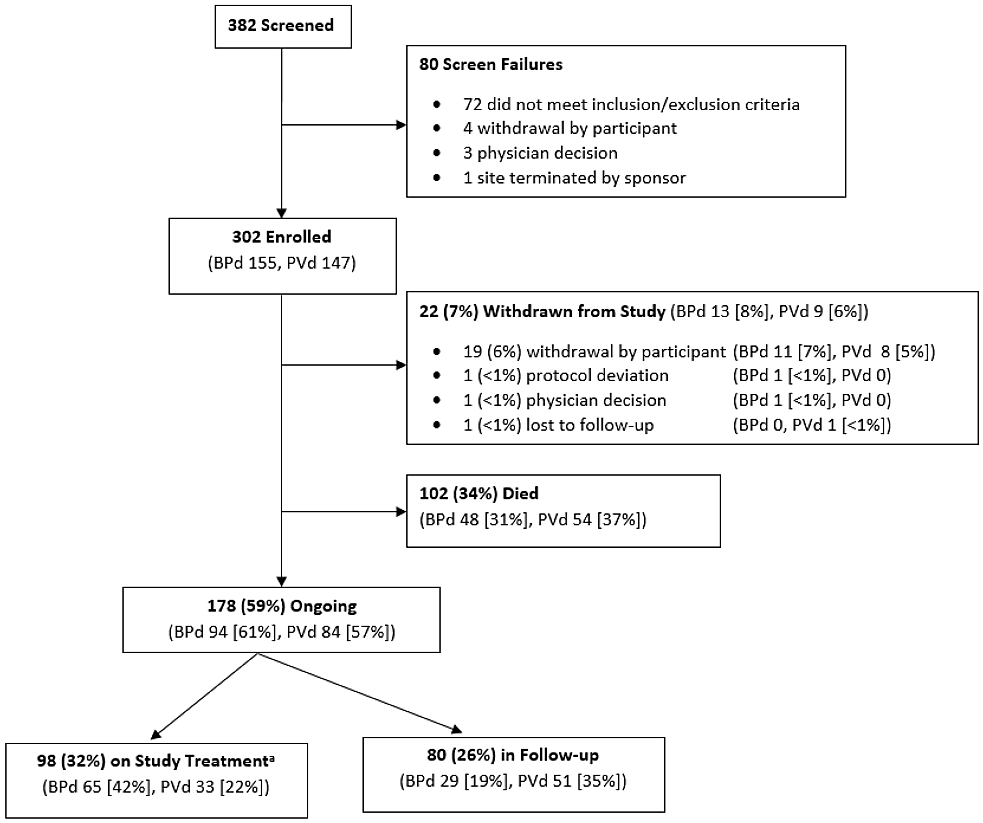 382 Screened
80 Screen Failures
• 72 did not meet inclusion/exclusion criteria
• 4 withdrawal by participant
• 3 physician decision
• 1 site terminated by sponsor
302 Enrolled
(BPd 155, PVd 147)
22 (7%) Withdrawn from Study (BPd 13 [8%], PVd 9 [6%])
• 19 (6%) withdrawal by participant (BPd 11 [7%], PVd 8 [5%])
• 1 (<1%) protocol deviation (BPd 1 [<1%], PVd 0)
• 1 (<1%) physician decision (BPd 1 [<1%], PVd 0)
• 1 (<1%) lost to follow-up (BPd 0, PVd 1 [<1%])
102 (34%) Died
(BPd 48 [31%], PVd 54 [37%])
178 (59%) Ongoing
(BPd 94 [61%], PVd 84 [57%])
98 (32%) on Study Treatmentᵃ
(BPd 65 [42%], PVd 33 [22%])
80 (26%) in Follow-up
(BPd 29 [19%], PVd 51 [35%])